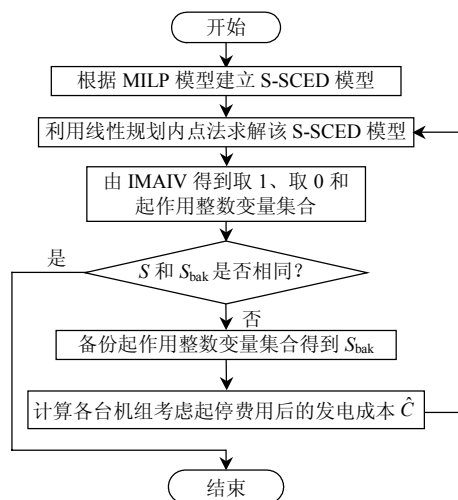 开始
根据 MILP 模型建立 S-SCED 模型
利用线性规划内点法求解该 S-SCED 模型
由 IMAIV 得到取 1、取 0 和
起作用整数变量集合
是
S 和 S_bak 是否相同？
否
备份起作用整数变量集合得到 S_bak
计算各台机组考虑起停费用后的发电成本 Ĉ
结束